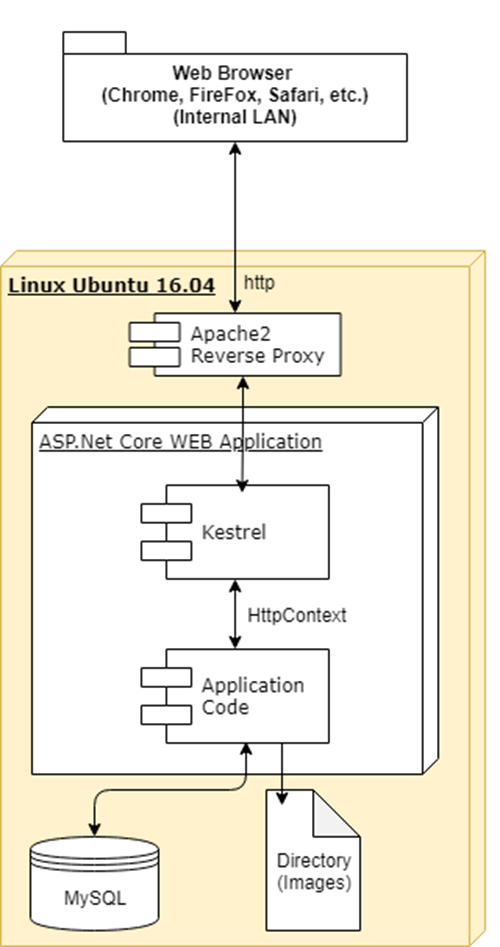 Web Browser
(Chrome, FireFox, Safari, etc.)
(Internal LAN)
http
Linux Ubuntu 16.04
Apache2
Reverse Proxy
ASP.Net Core WEB Application
Kestrel
HttpContext
Application
Code
MySQL
Directory
(Images)